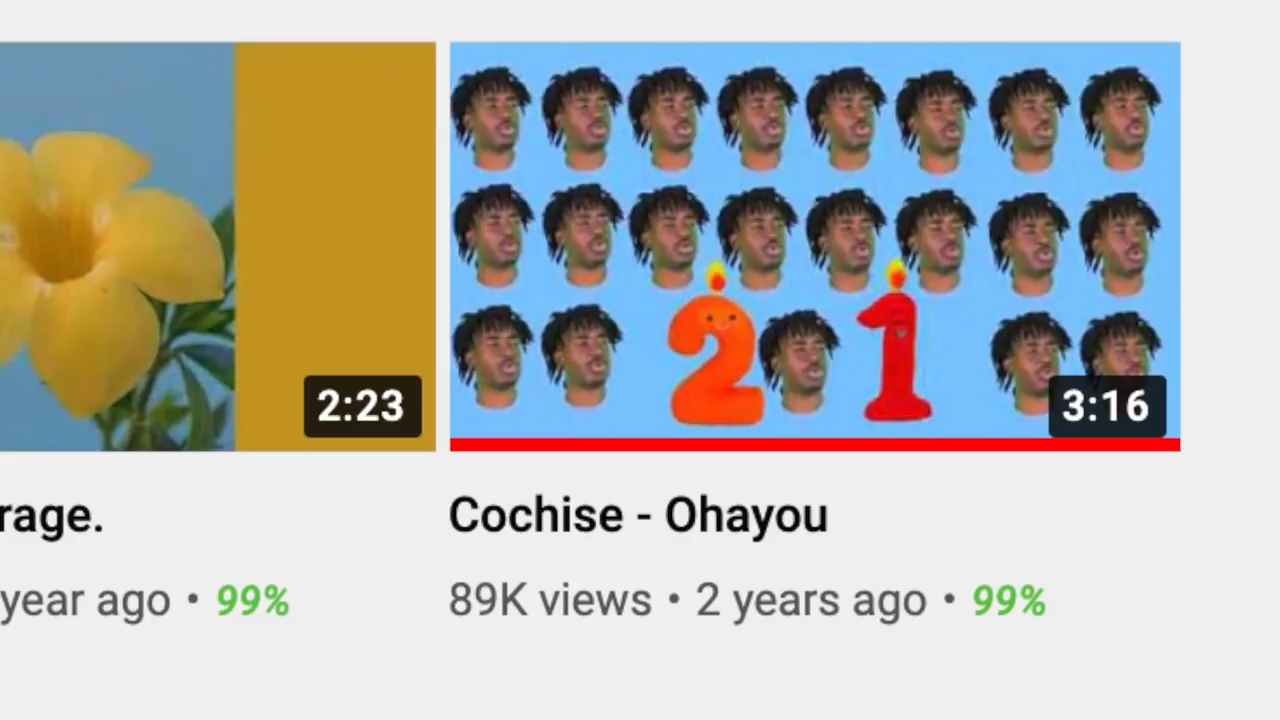 2:23
21
3:16
rage.
Cochise - Ohayou
year ago • 99%
89K views • 2 years ago • 99%